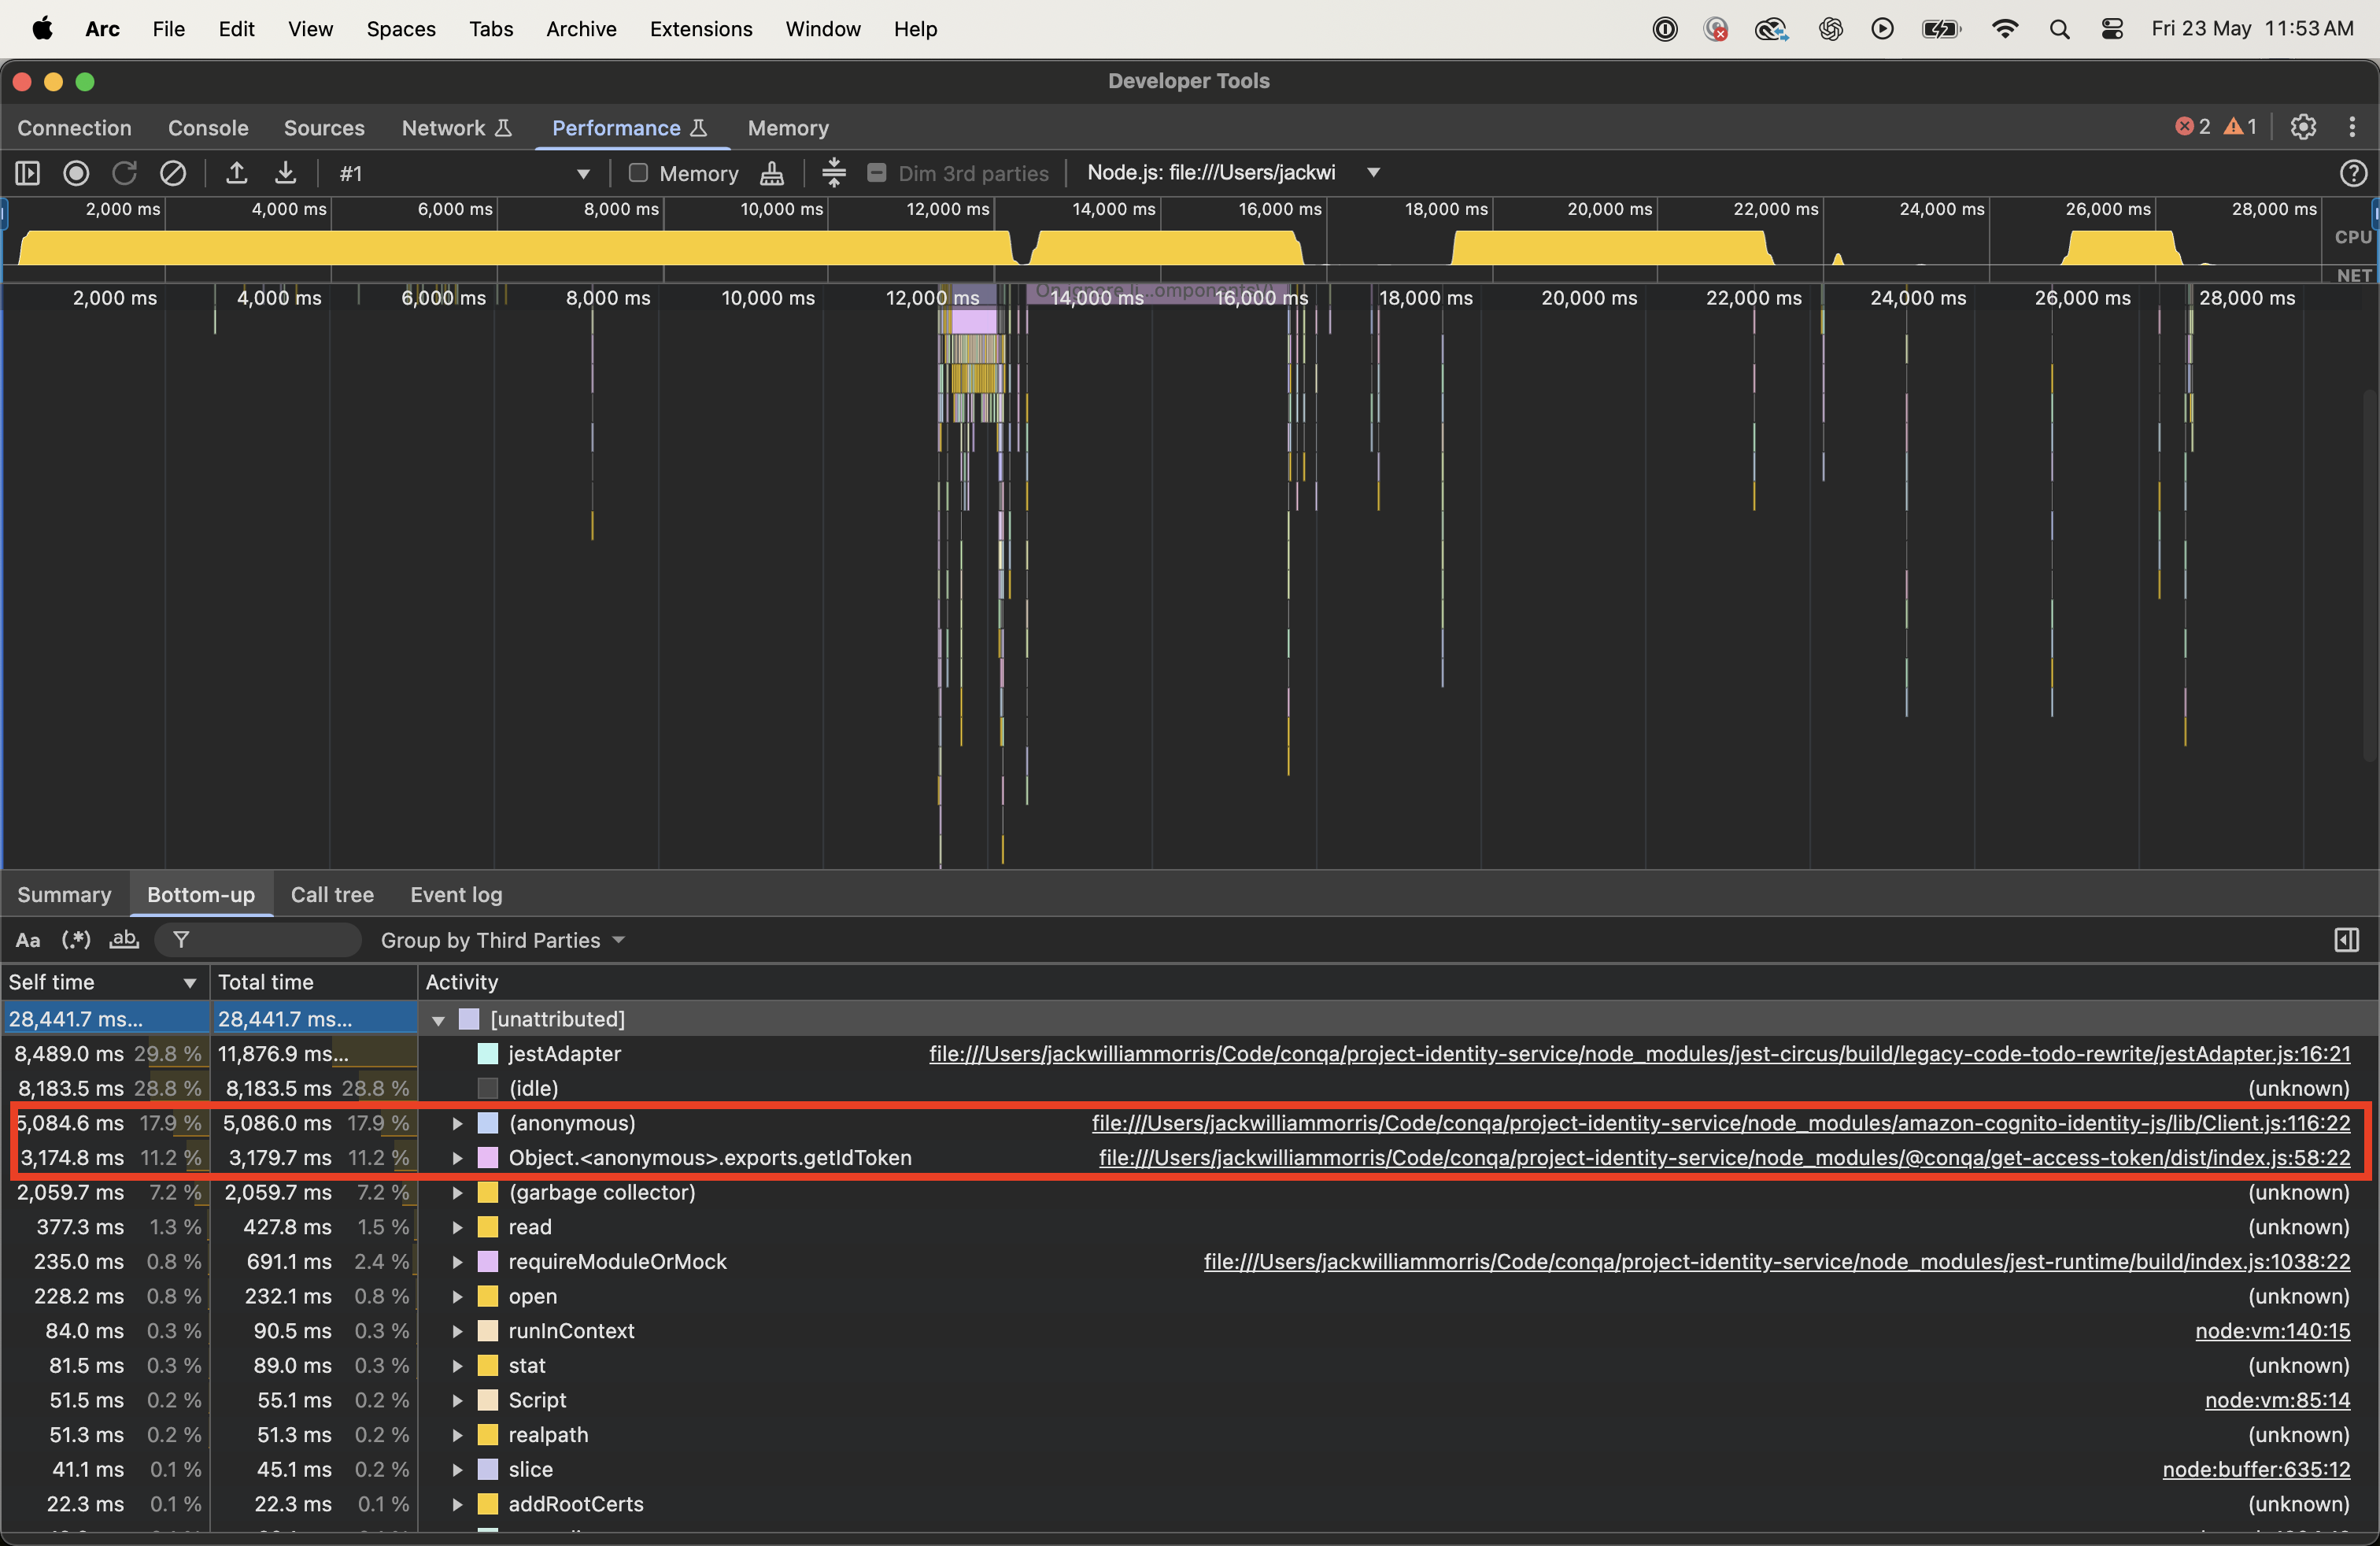 Arc File Edit View Spaces Tabs Archive Extensions Window Help Fri 23 May 11:53 AM
Developer Tools
Connection Console Sources Network Performance Memory 2 1
#1 Memory Dim 3rd parties Node.js: file:///Users/jackwi
2,000 ms 4,000 ms 6,000 ms 8,000 ms 10,000 ms 12,000 ms 14,000 ms 16,000 ms 18,000 ms 20,000 ms 22,000 ms 24,000 ms 26,000 ms 28,000 ms
CPU
NET
2,000 ms 4,000 ms 6,000 ms 8,000 ms 10,000 ms 12,000 ms 14,000 ms 16,000 ms 18,000 ms 20,000 ms 22,000 ms 24,000 ms 26,000 ms 28,000 ms
Summary Bottom-up Call tree Event log
Aa (.*) ab Group by Third Parties
Self time Total time Activity
28,441.7 ms... 28,441.7 ms... [unattributed]
8,489.0 ms 29.8 % 11,876.9 ms... jestAdapter file:///Users/jackwilliammorris/Code/conqa/project-identity-service/node_modules/jest-circus/build/legacy-code-todo-rewrite/jestAdapter.js:16:21
8,183.5 ms 28.8 % 8,183.5 ms 28.8 % (idle) (unknown)
5,084.6 ms 17.9 % 5,086.0 ms 17.9 % (anonymous) file:///Users/jackwilliammorris/Code/conqa/project-identity-service/node_modules/amazon-cognito-identity-js/lib/Client.js:116:22
3,174.8 ms 11.2 % 3,179.7 ms 11.2 % Object.<anonymous>.exports.getIdToken file:///Users/jackwilliammorris/Code/conqa/project-identity-service/node_modules/@conqa/get-access-token/dist/index.js:58:22
2,059.7 ms 7.2 % 2,059.7 ms 7.2 % (garbage collector) (unknown)
377.3 ms 1.3 % 427.8 ms 1.5 % read (unknown)
235.0 ms 0.8 % 691.1 ms 2.4 % requireModuleOrMock file:///Users/jackwilliammorris/Code/conqa/project-identity-service/node_modules/jest-runtime/build/index.js:1038:22
228.2 ms 0.8 % 232.1 ms 0.8 % open (unknown)
84.0 ms 0.3 % 90.5 ms 0.3 % runInContext node:vm:140:15
81.5 ms 0.3 % 89.0 ms 0.3 % stat (unknown)
51.5 ms 0.2 % 55.1 ms 0.2 % Script node:vm:85:14
51.3 ms 0.2 % 51.3 ms 0.2 % realpath (unknown)
41.1 ms 0.1 % 45.1 ms 0.2 % slice node:buffer:635:12
22.3 ms 0.1 % 22.3 ms 0.1 % addRootCerts (unknown)